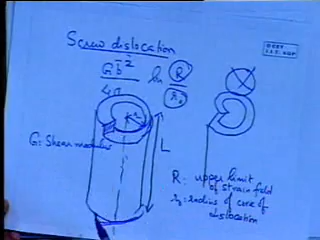 Screw dislocation
G b̄² ln (R / r₀)
4π
G: Shear modulus
L
R: upper limit
of strain field
r₀: radius of core of
dislocation